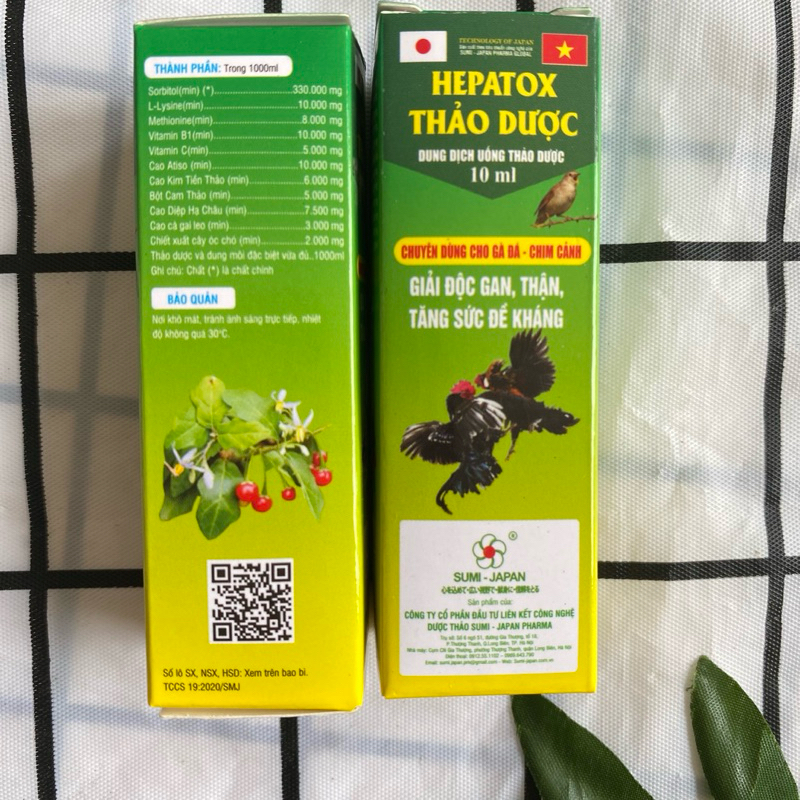 THÀNH PHẦN: Trong 1000ml
Sorbitol(min) (*)...330.000 mg
L-Lysine(min)...10.000 mg
Methionine(min)...8.000 mg
Vitamin B1(min)...10.000 mg
Vitamin C(min)...5.000 mg
Cao Atiso (min)...10.000 mg
Cao Kim Tiền Thảo (min)...6.000 mg
Bột Cam Thảo (min)...5.000 mg
Cao Diệp Hạ Châu (min)...7.500 mg
Cao cà gai leo (min)...3.000 mg
Chiết xuất cây óc chó (min)...2.000 mg
Thảo dược và dung môi đặc biệt vừa đủ..1000ml
Ghi chú: Chất (*) là chất chính
BẢO QUẢN
Nơi khô mát, tránh ánh sáng trực tiếp, nhiệt
độ không quá 30°C.
Số lô SX, NSX, HSD: Xem trên bao bì.
TCCS 19:2020/SMJ
TECHNOLOGY OF JAPAN
SUMI - JAPAN PHARMA GLOBAL
HEPATOX
THẢO DƯỢC
DUNG DỊCH UỐNG THẢO DƯỢC
10 ml
CHUYÊN DÙNG CHO GÀ ĐÁ - CHIM CẢNH
GIẢI ĐỘC GAN, THẬN,
TĂNG SỨC ĐỀ KHÁNG
®
SUMI - JAPAN
Sản phẩm của:
CÔNG TY CỔ PHẦN ĐẦU TƯ LIÊN KẾT CÔNG NGHỆ
DƯỢC THẢO SUMI - JAPAN PHARMA